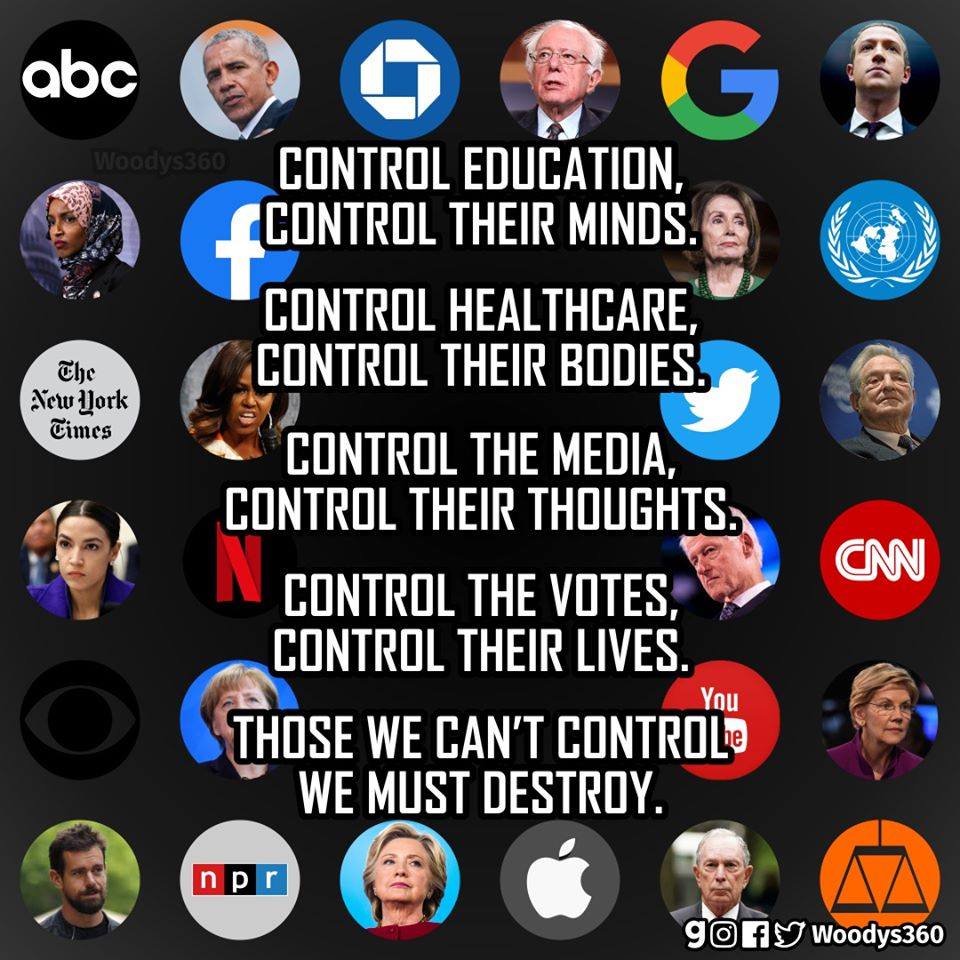 abc
Woodys360
CONTROL EDUCATION,
CONTROL THEIR MINDS.
CONTROL HEALTHCARE,
CONTROL THEIR BODIES.
The
New York
Times
CONTROL THE MEDIA,
CONTROL THEIR THOUGHTS.
N
CNN
CONTROL THE VOTES,
CONTROL THEIR LIVES.
You
be
THOSE WE CAN'T CONTROL
WE MUST DESTROY.
npr
Woodys360